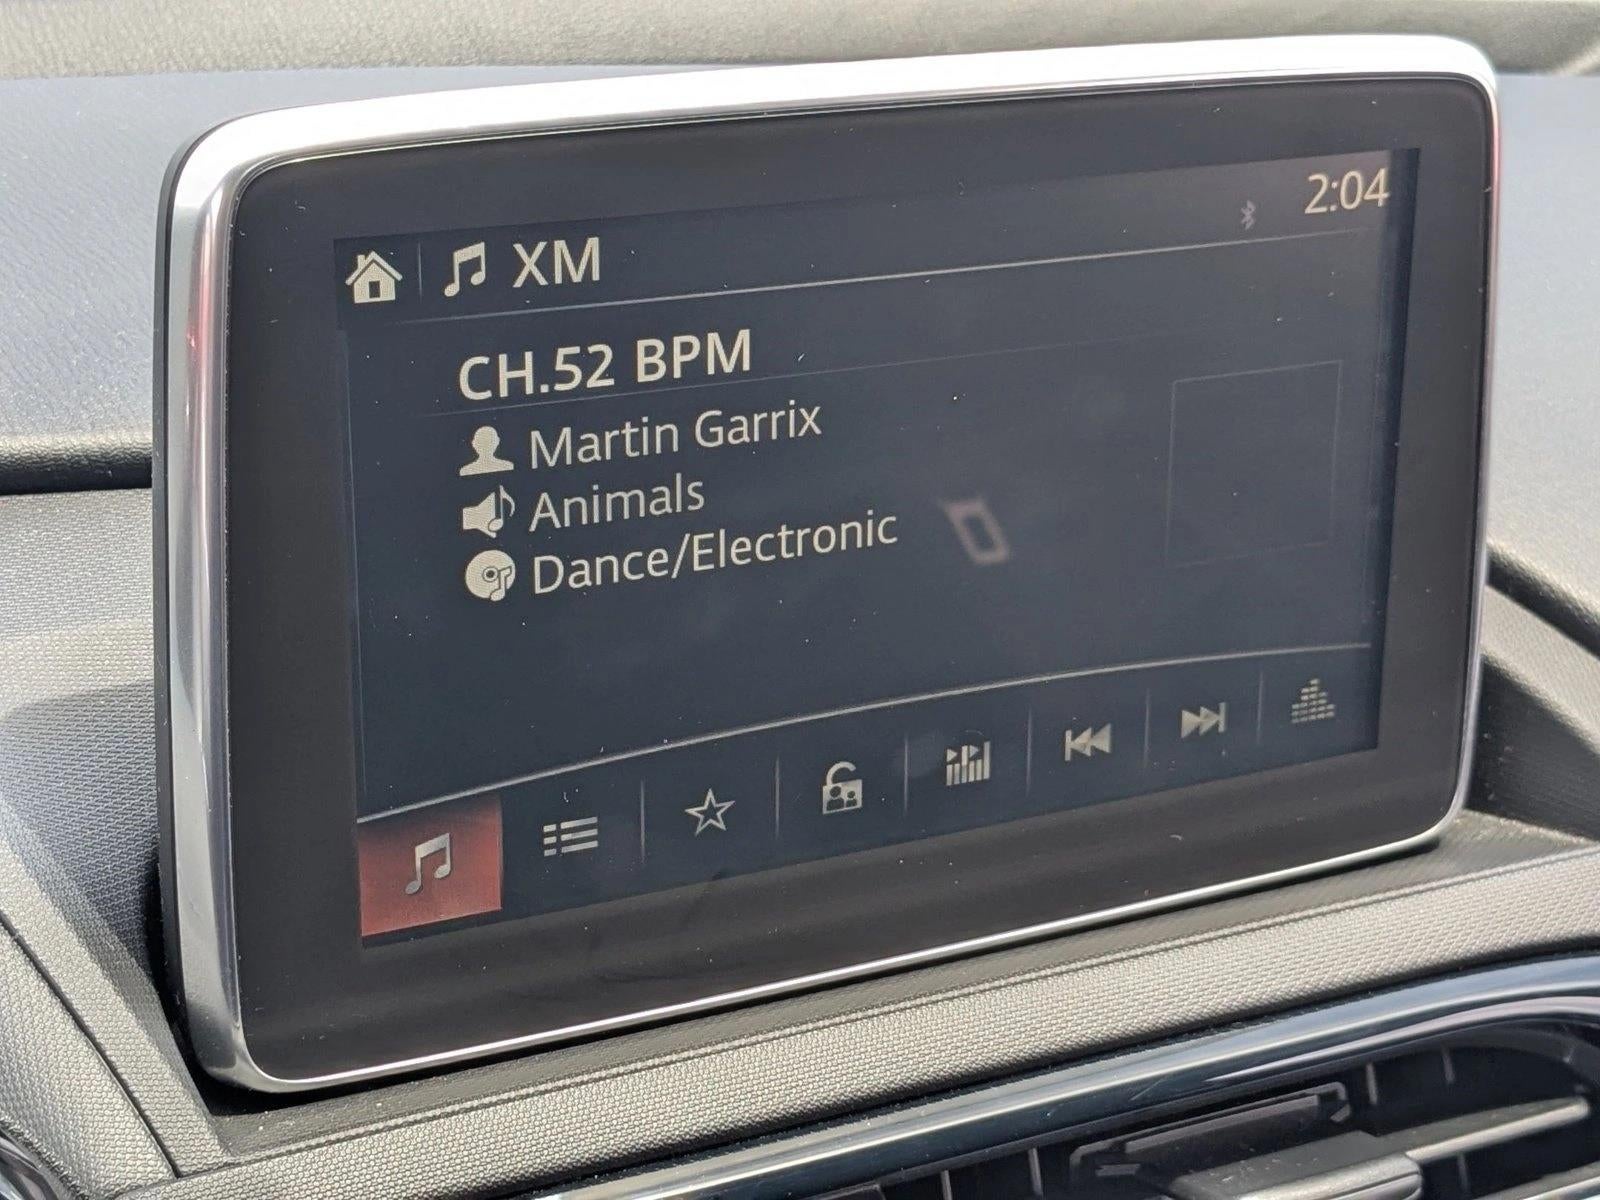 XM
2:04
CH.52 BPM
Martin Garrix
Animals
Dance/Electronic